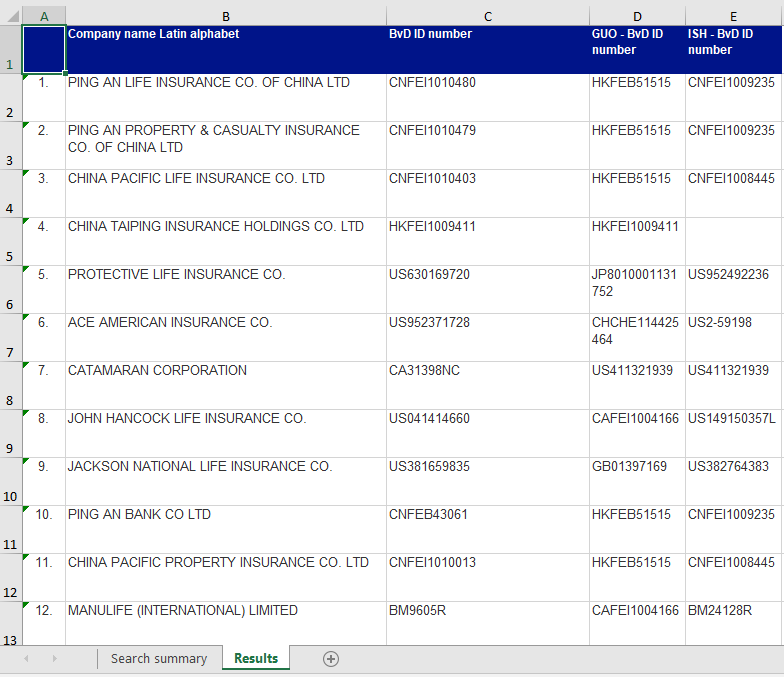 A B C D E
1 Company name Latin alphabet BvD ID number GUO - BvD ID ISH - BvD ID
number number
2 1. PING AN LIFE INSURANCE CO. OF CHINA LTD CNFEI1010480 HKFEB51515 CNFEI1009235
3 2. PING AN PROPERTY & CASUALTY INSURANCE CNFEI1010479 HKFEB51515 CNFEI1009235
CO. OF CHINA LTD
4 3. CHINA PACIFIC LIFE INSURANCE CO. LTD CNFEI1010403 HKFEB51515 CNFEI1008445
5 4. CHINA TAIPING INSURANCE HOLDINGS CO. LTD HKFEI1009411 HKFEI1009411
6 5. PROTECTIVE LIFE INSURANCE CO. US630169720 JP8010001131 US952492236
752
7 6. ACE AMERICAN INSURANCE CO. US952371728 CHCHE114425 US2-59198
464
8 7. CATAMARAN CORPORATION CA31398NC US411321939 US411321939
9 8. JOHN HANCOCK LIFE INSURANCE CO. US041414660 CAFEI1004166 US149150357L
10 9. JACKSON NATIONAL LIFE INSURANCE CO. US381659835 GB01397169 US382764383
11 10. PING AN BANK CO LTD CNFEB43061 HKFEB51515 CNFEI1009235
12 11. CHINA PACIFIC PROPERTY INSURANCE CO. LTD CNFEI1010013 HKFEB51515 CNFEI1008445
13 12. MANULIFE (INTERNATIONAL) LIMITED BM9605R CAFEI1004166 BM24128R
Search summary Results